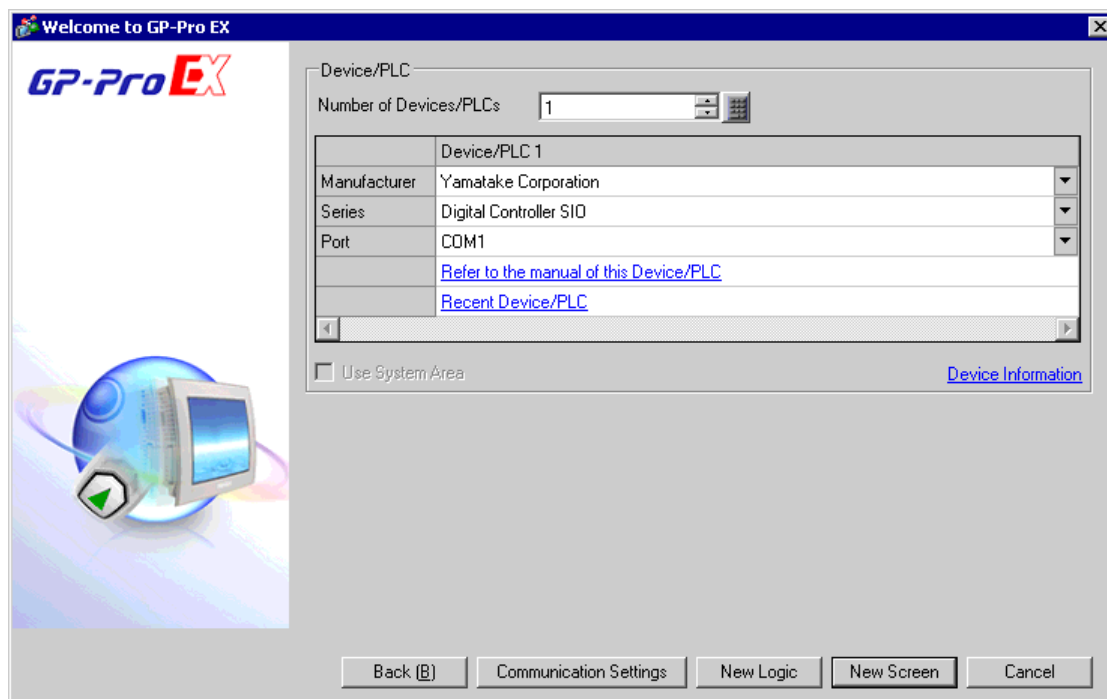 Welcome to GP-Pro EX
GP-Pro EX
Device/PLC
Number of Devices/PLCs 1
Device/PLC 1
Manufacturer Yamatake Corporation
Series Digital Controller SIO
Port COM1
Refer to the manual of this Device/PLC
Recent Device/PLC
Use System Area
Device Information
Back (B) Communication Settings New Logic New Screen Cancel